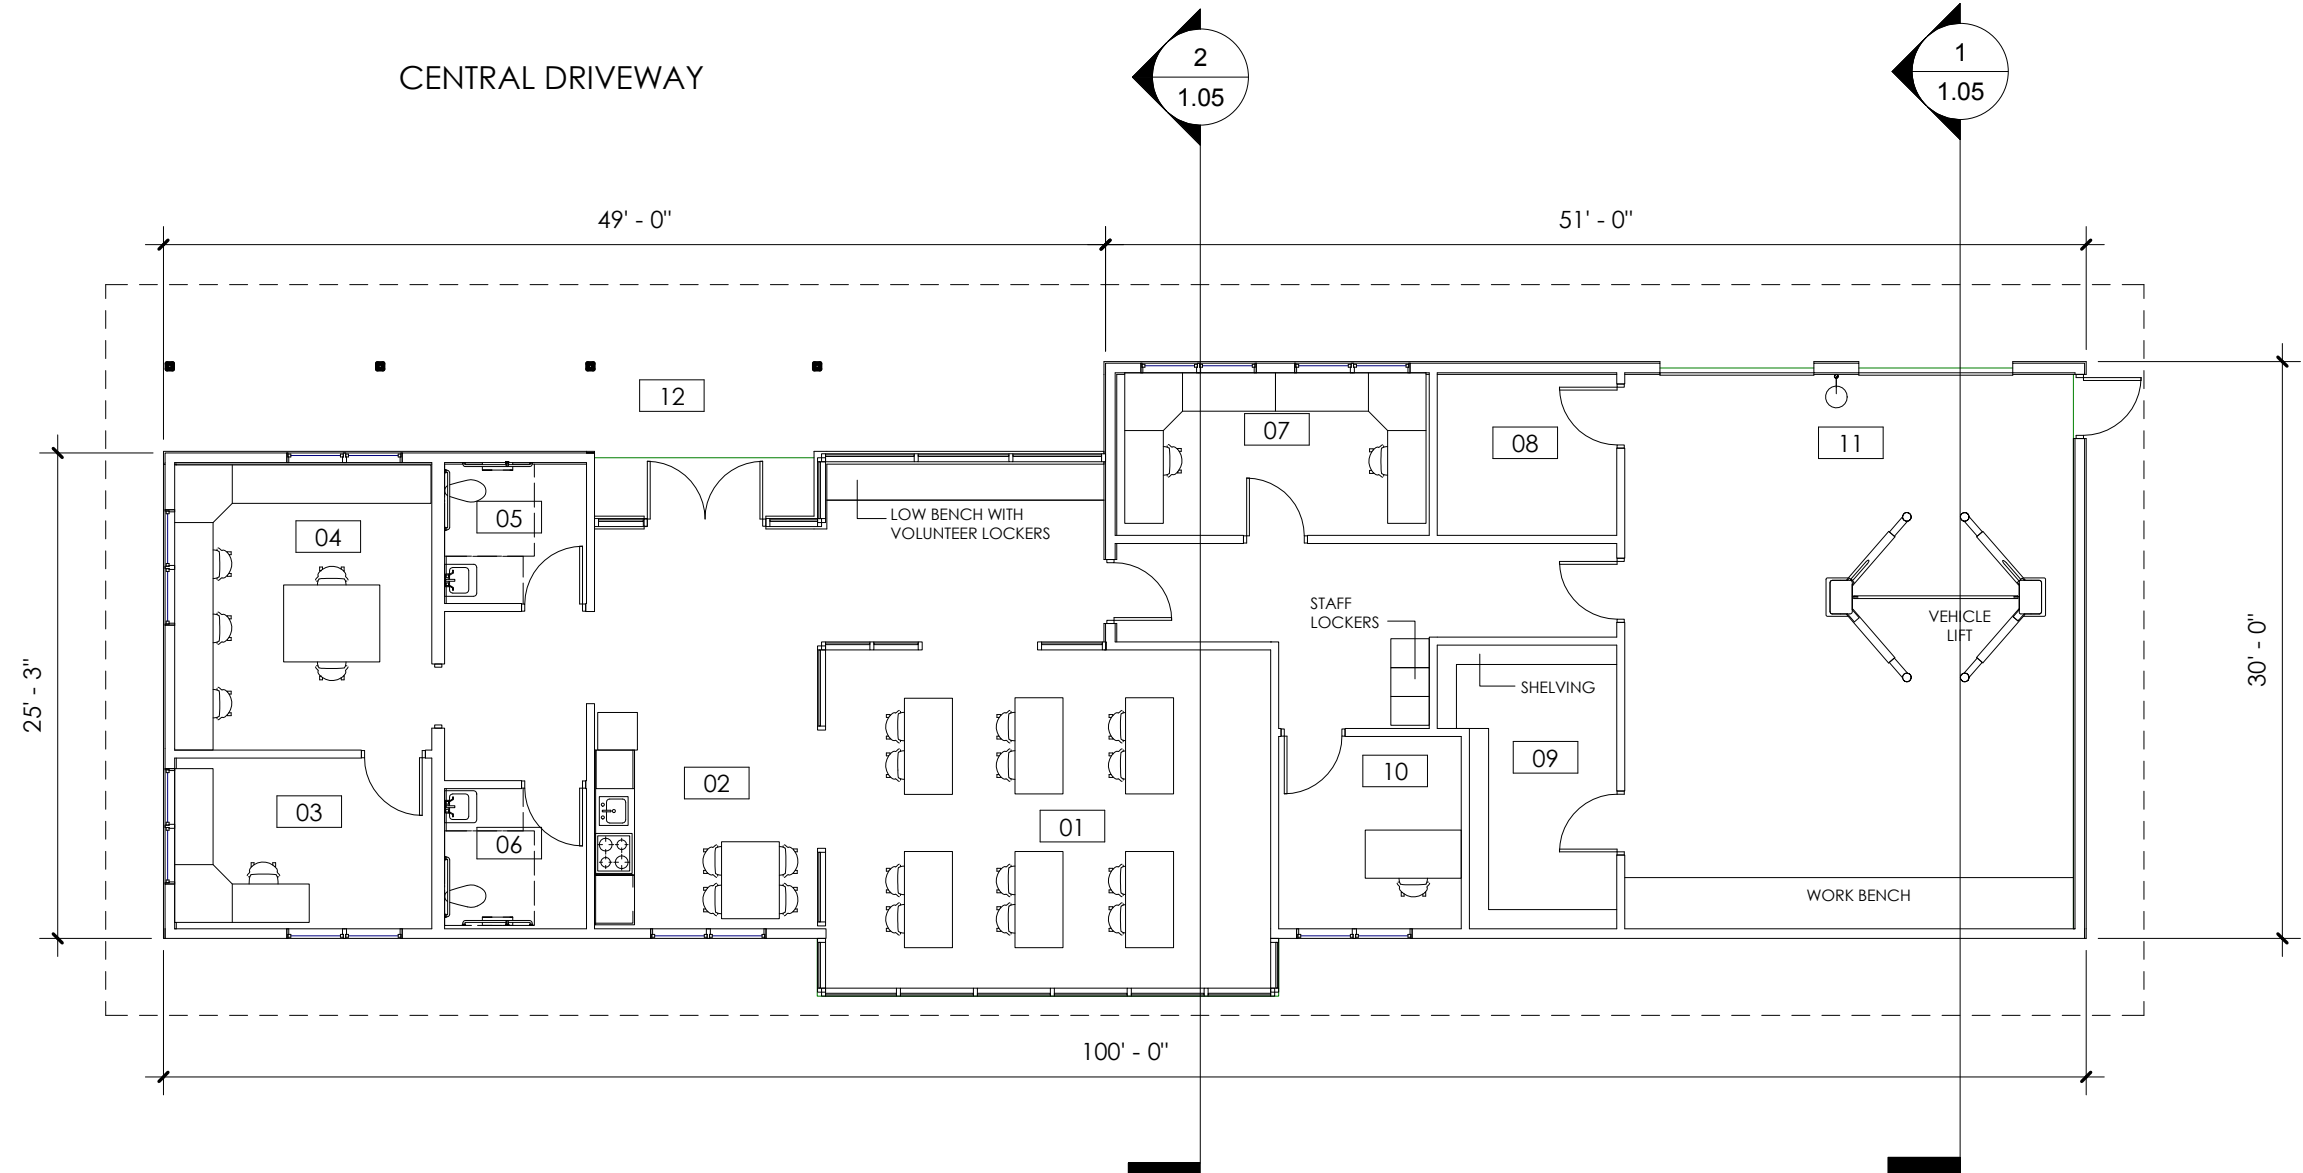 2
1.05
1
1.05
CENTRAL DRIVEWAY
49' - 0"
51' - 0"
12
07
08
11
04
05
LOW BENCH WITH
VOLUNTEER LOCKERS
STAFF
LOCKERS
VEHICLE
LIFT
25' - 3"
30' - 0"
SHELVING
03
02
01
10
09
06
WORK BENCH
100' - 0"